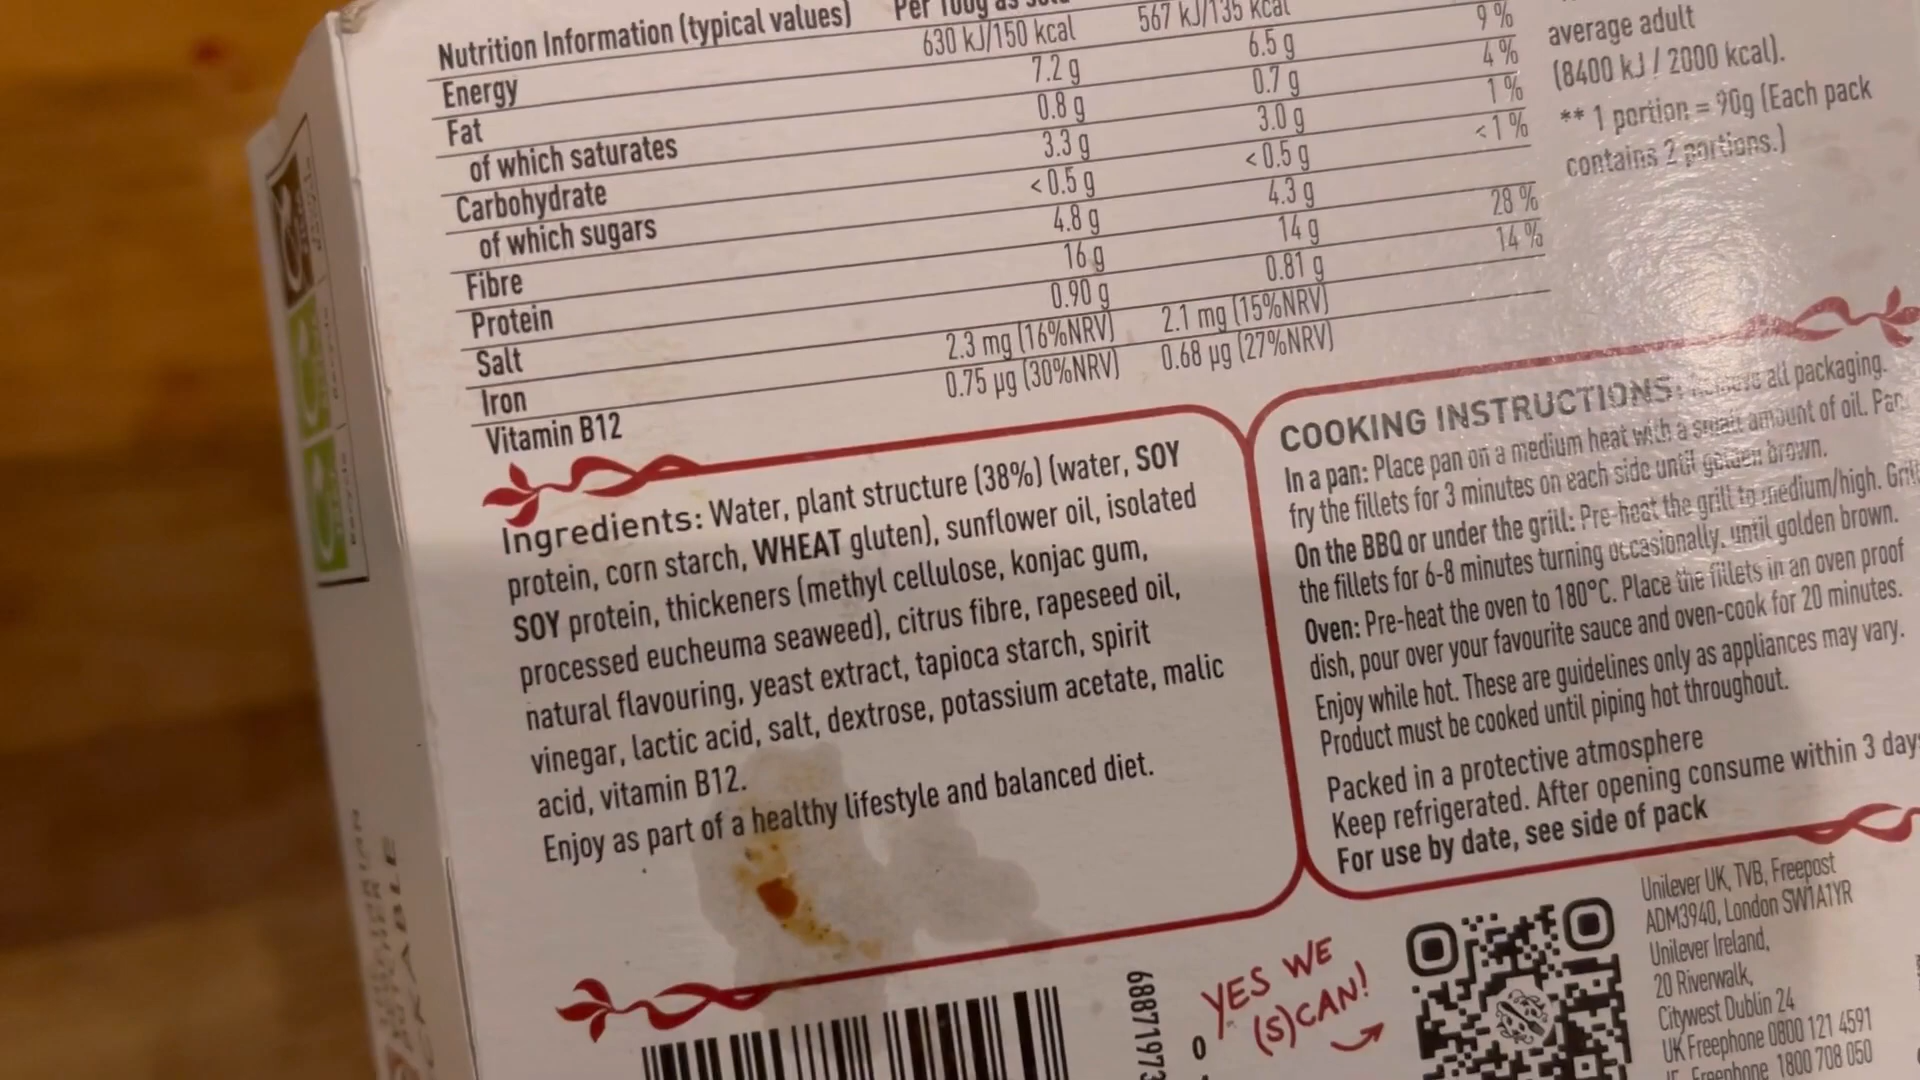 Nutrition Information (typical values)
Per 100g as
Energy 630 kJ/150 kcal 567 kJ/135 kcal 9 %
Fat 7.2 g 6.5 g 4 %
of which saturates 0.8 g 0.7 g 1 %
Carbohydrate 3.3 g 3.0 g <1 %
of which sugars <0.5 g <0.5 g
Fibre 4.8 g 4.3 g 28 %
Protein 16 g 14 g 14 %
Salt 0.90 g 0.81 g
Iron 2.3 mg (16%NRV) 2.1 mg (15%NRV)
Vitamin B12 0.75 µg (30%NRV) 0.68 µg (27%NRV)
average adult
(8400 kJ / 2000 kcal).
** 1 portion = 90g (Each pack
contains 2 portions.)
Ingredients: Water, plant structure (38%) (water, SOY
protein, corn starch, WHEAT gluten), sunflower oil, isolated
SOY protein, thickeners (methyl cellulose, konjac gum,
processed eucheuma seaweed), citrus fibre, rapeseed oil,
natural flavouring, yeast extract, tapioca starch, spirit
vinegar, lactic acid, salt, dextrose, potassium acetate, malic
acid, vitamin B12.
Enjoy as part of a healthy lifestyle and balanced diet.
COOKING INSTRUCTIONS: Remove all packaging.
In a pan: Place pan on a medium heat with a small amount of oil. Pan
fry the fillets for 3 minutes on each side until golden brown.
On the BBQ or under the grill: Pre-heat the grill to medium/high. Grill
the fillets for 6-8 minutes turning occasionally, until golden brown.
Oven: Pre-heat the oven to 180°C. Place the fillets in an oven proof
dish, pour over your favourite sauce and oven-cook for 20 minutes.
Enjoy while hot. These are guidelines only as appliances may vary.
Product must be cooked until piping hot throughout.
Packed in a protective atmosphere
Keep refrigerated. After opening consume within 3 days
For use by date, see side of pack
YES WE
(S)CAN!
Unilever UK, TVB, Freepost
ADM3940, London SW1A1YR
Unilever Ireland,
20 Riverwalk,
Citywest Dublin 24
UK Freephone 0800 121 4591
Freephone 1800 708 050
6887197
0